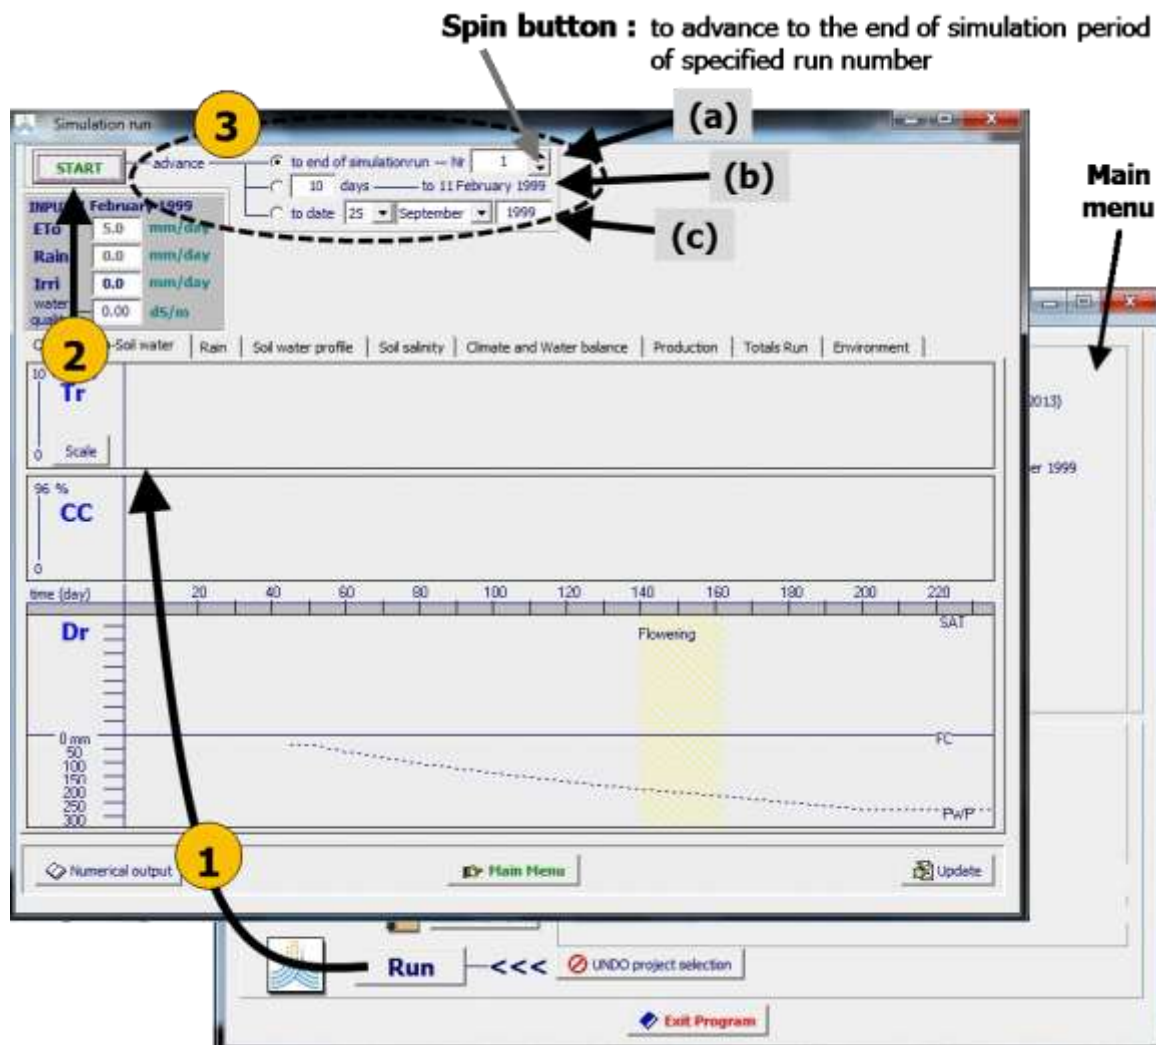 Spin button : to advance to the end of simulation period
of specified run number
(a)
Simulation run
3
START
advance
to end of simulationrun — Nr 1
(b)
10 days to 11 February 1999
Main
menu
INPUT February 1999
to date 25 September 1999
(c)
ETo 5.0 mm/day
Rain 0.0 mm/day
Irri 0.0 mm/day
water
quality 0.00 dS/m
2
-Soil water | Rain | Soil water profile | Soil salinity | Climate and Water balance | Production | Totals Run | Environment
10
Tr
0 Scale
2013)
er 1999
96 %
CC
0
time (day) 20 40 60 80 100 120 140 160 180 200 220
Dr
Flowering
SAT
0 mm
FC
50
100
150
200
250
300
PWP
1
Numerical output
Main Menu
Update
Run
<<<
UNDO project selection
Exit Program